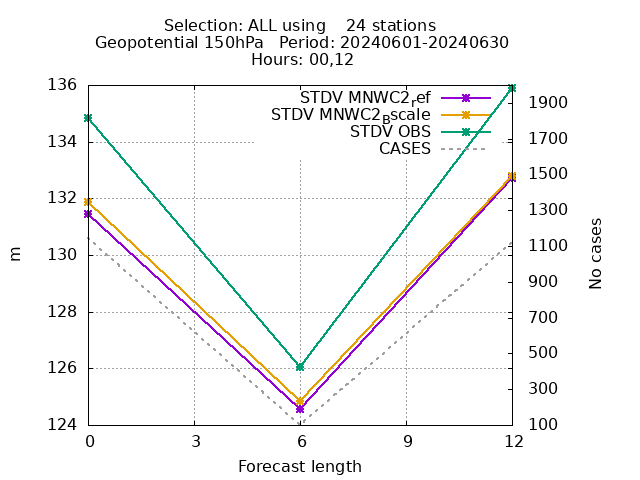 Selection: ALL using    24 stations
Geopotential 150hPa   Period: 20240601-20240630
Hours: 00,12
STDV MNWC2_ref
STDV MNWC2_Bscale
STDV OBS
CASES
136
134
132
130
128
126
124
1900
1700
1500
1300
1100
900
700
500
300
100
m
No cases
0 3 6 9 12
Forecast length